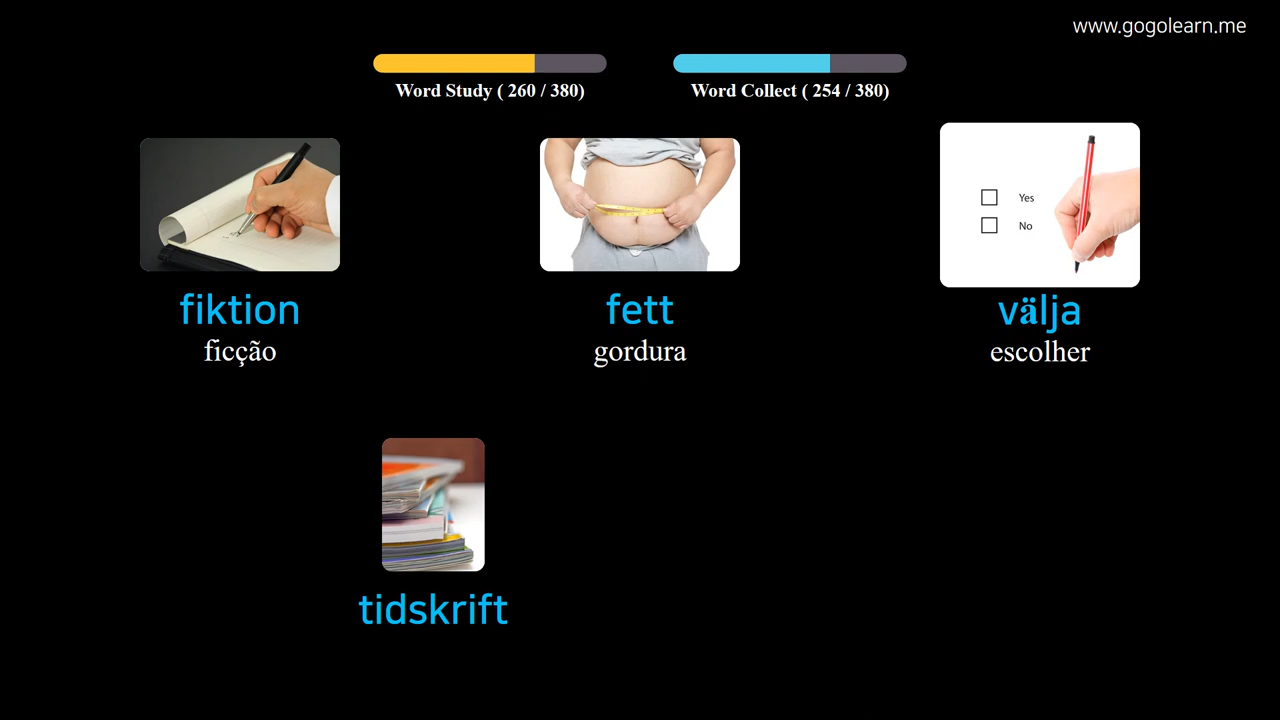 www.gogolearn.me
Word Study ( 260 / 380)
Word Collect ( 254 / 380)
Yes
No
fiktion
ficção
fett
gordura
välja
escolher
tidskrift